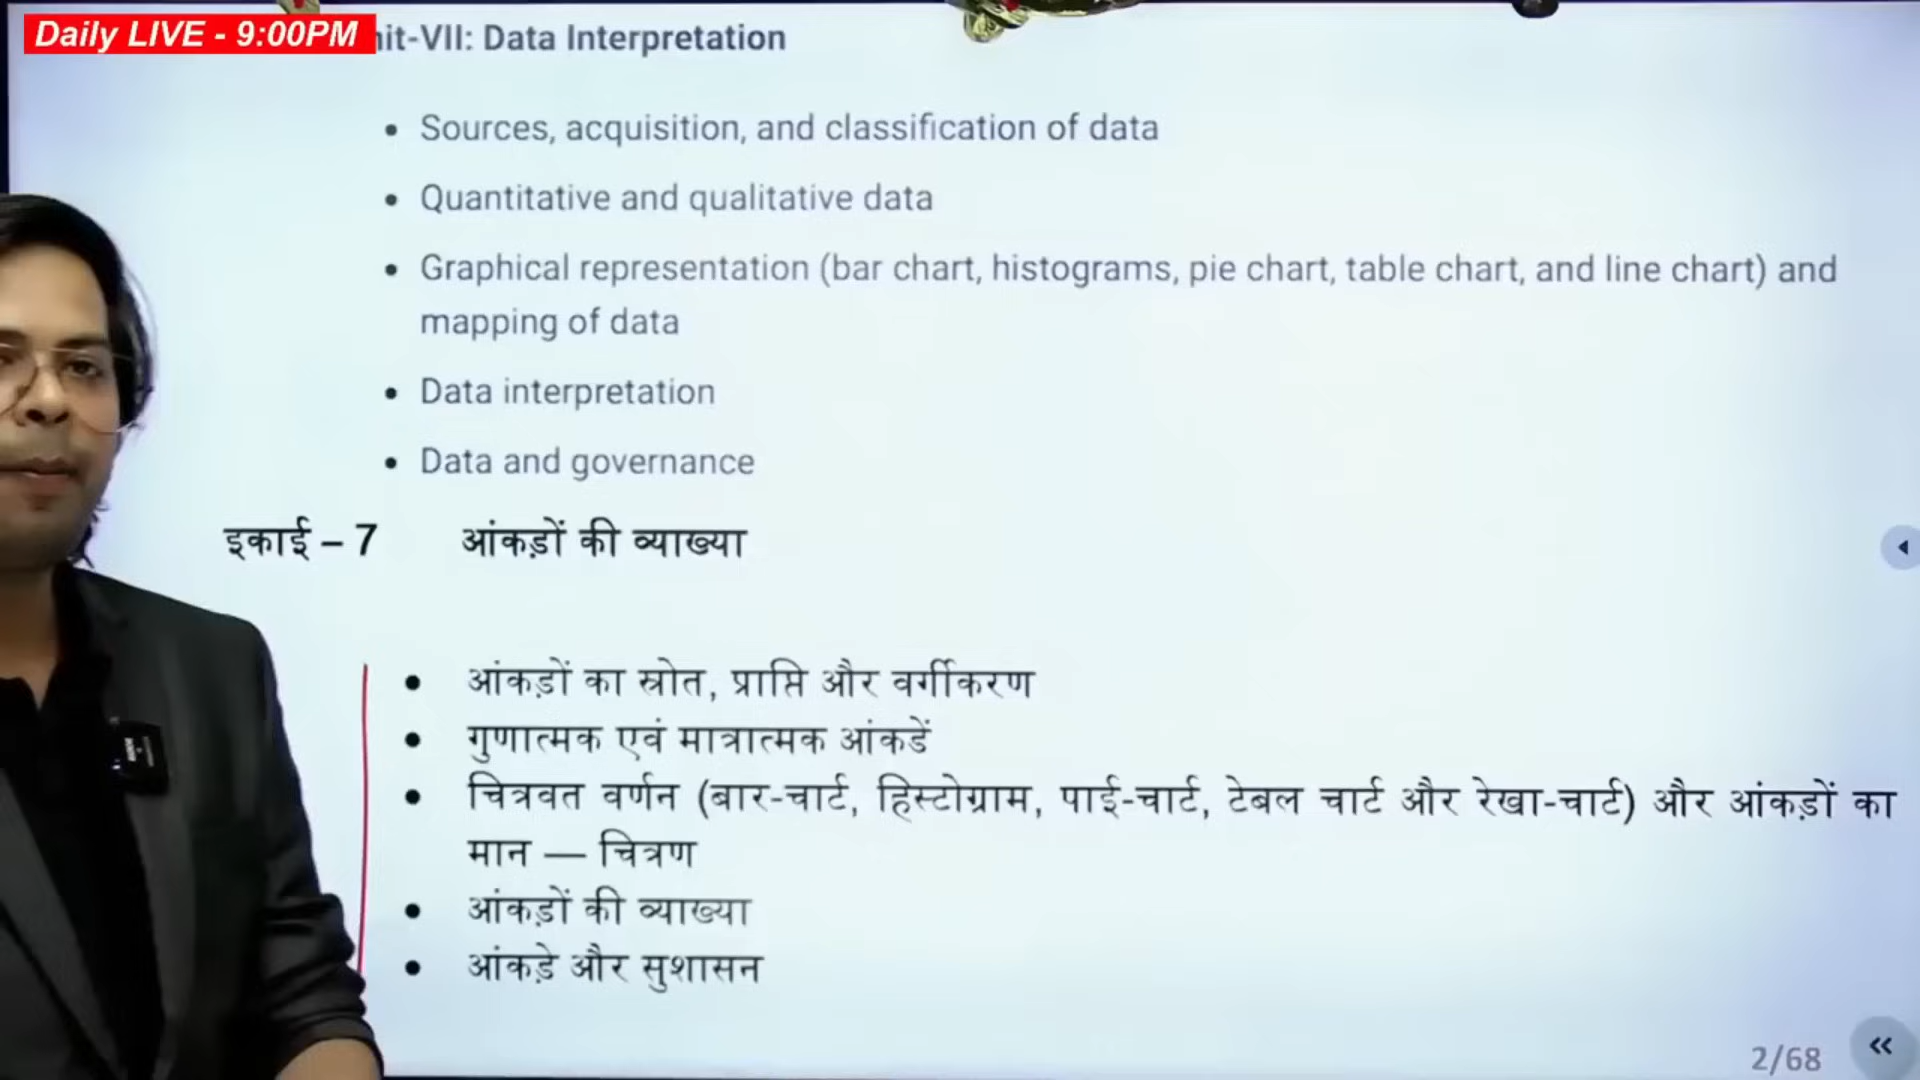 Daily LIVE - 9:00PM
nit-VII: Data Interpretation
• Sources, acquisition, and classification of data
• Quantitative and qualitative data
• Graphical representation (bar chart, histograms, pie chart, table chart, and line chart) and
mapping of data
• Data interpretation
• Data and governance
इकाई – 7 आंकड़ों की व्याख्या
• आंकड़ों का स्रोत, प्राप्ति और वर्गीकरण
• गुणात्मक एवं मात्रात्मक आंकडें
• चित्रवत वर्णन (बार-चार्ट, हिस्टोग्राम, पाई-चार्ट, टेबल चार्ट और रेखा-चार्ट) और आंकड़ों का
मान — चित्रण
• आंकड़ों की व्याख्या
• आंकड़े और सुशासन
2/68